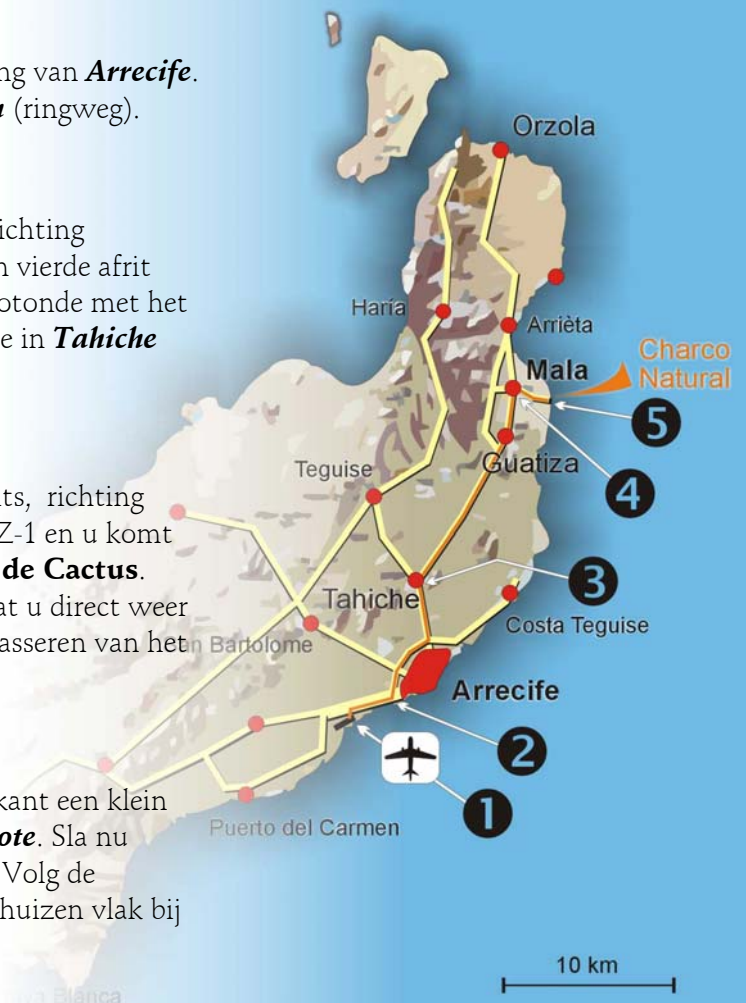 ng van Arrecife.
(ringweg).
ichting
n vierde afrit
otonde met het
e in Tahiche
ts, richting
Z-1 en u komt
de Cactus.
at u direct weer
asseren van het
kant een klein
ote. Sla nu
Volg de
huizen vlak bij
Orzola
Haría
Arrièta
Mala
Charco
Natural
5
Guatiza
4
Teguise
3
Tahiche
Costa Teguise
n Bartolome
Arrecife
2
1
Puerto del Carmen
10 km
aya Blanca